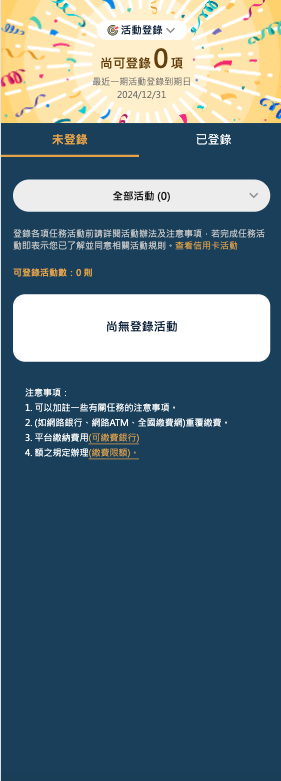 活動登錄
尚可登錄0項
最近一期活動登錄到期日：
2024/12/31
未登錄
已登錄
全部活動 (0)
登錄各項任務活動前請詳閱活動辦法及注意事項，若完成任務活
動即表示您已了解並同意相關活動規則。查看信用卡活動
可登錄活動數：0 則
尚無登錄活動
注意事項：
1. 可以加註一些有關任務的注意事項。
2. (如網路銀行、網路ATM、全國繳費網)重覆繳費。
3. 平台繳納費用(可繳費銀行)
4. 額之規定辦理(繳費限額)。